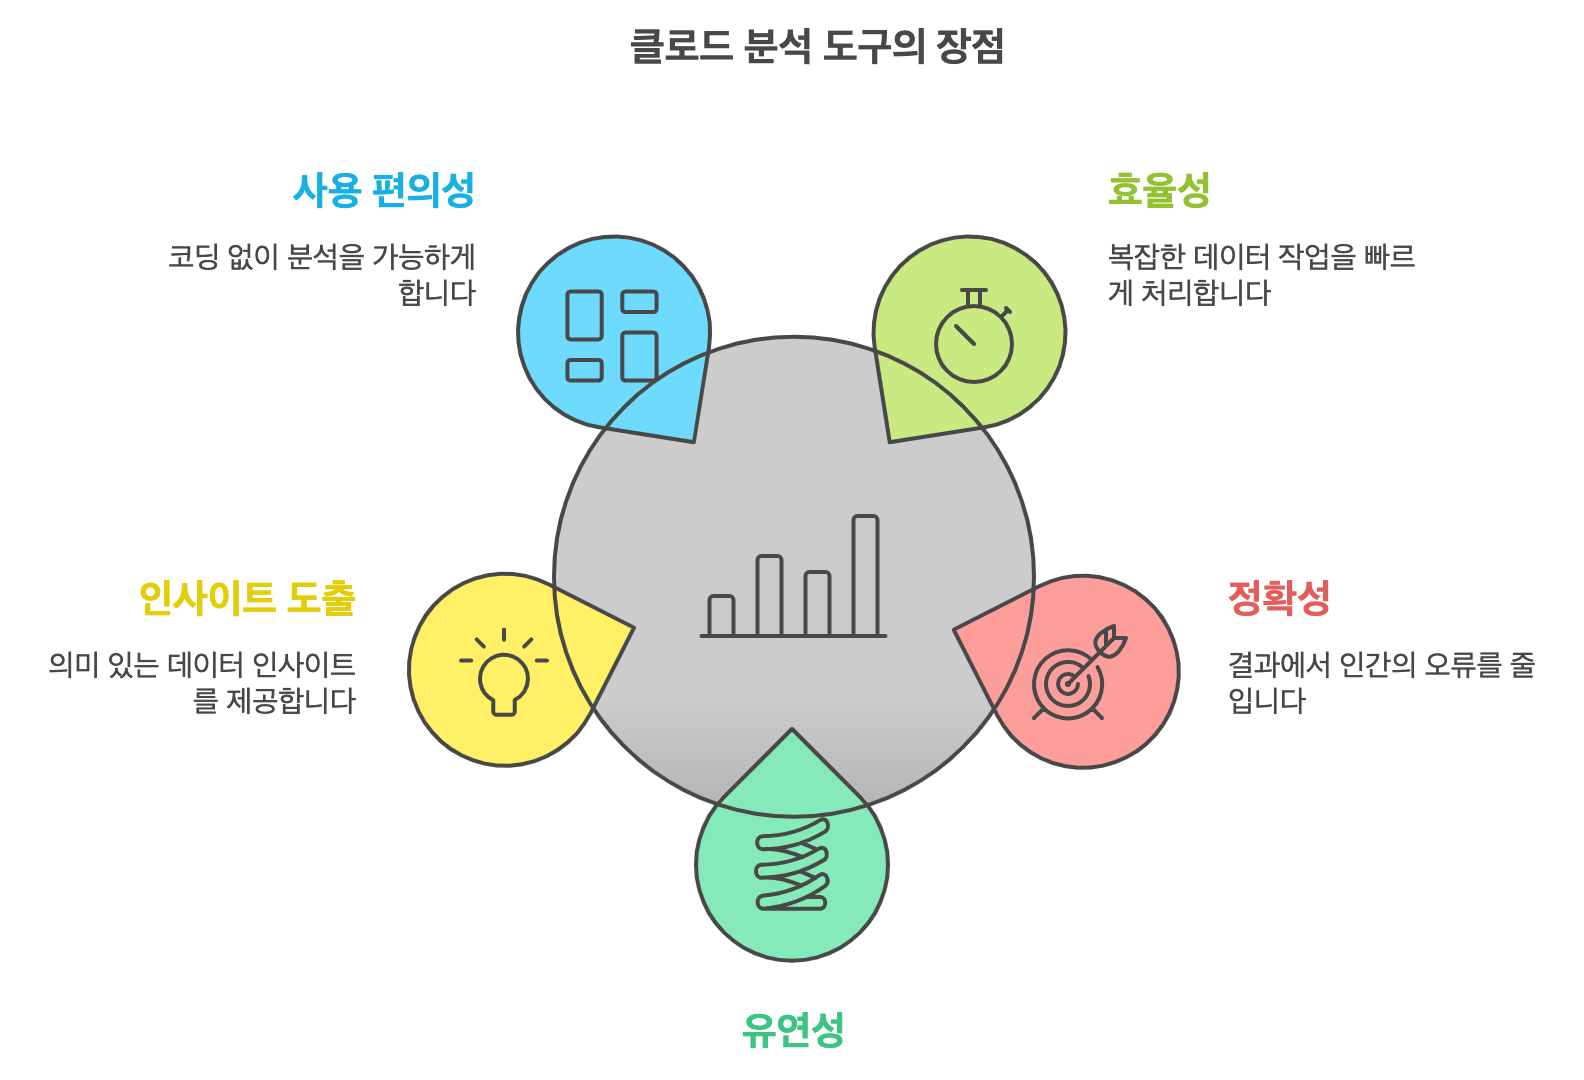 클로드 분석 도구의 장점
사용 편의성
코딩 없이 분석을 가능하게
합니다
효율성
복잡한 데이터 작업을 빠르
게 처리합니다
인사이트 도출
의미 있는 데이터 인사이트
를 제공합니다
정확성
결과에서 인간의 오류를 줄
입니다
유연성